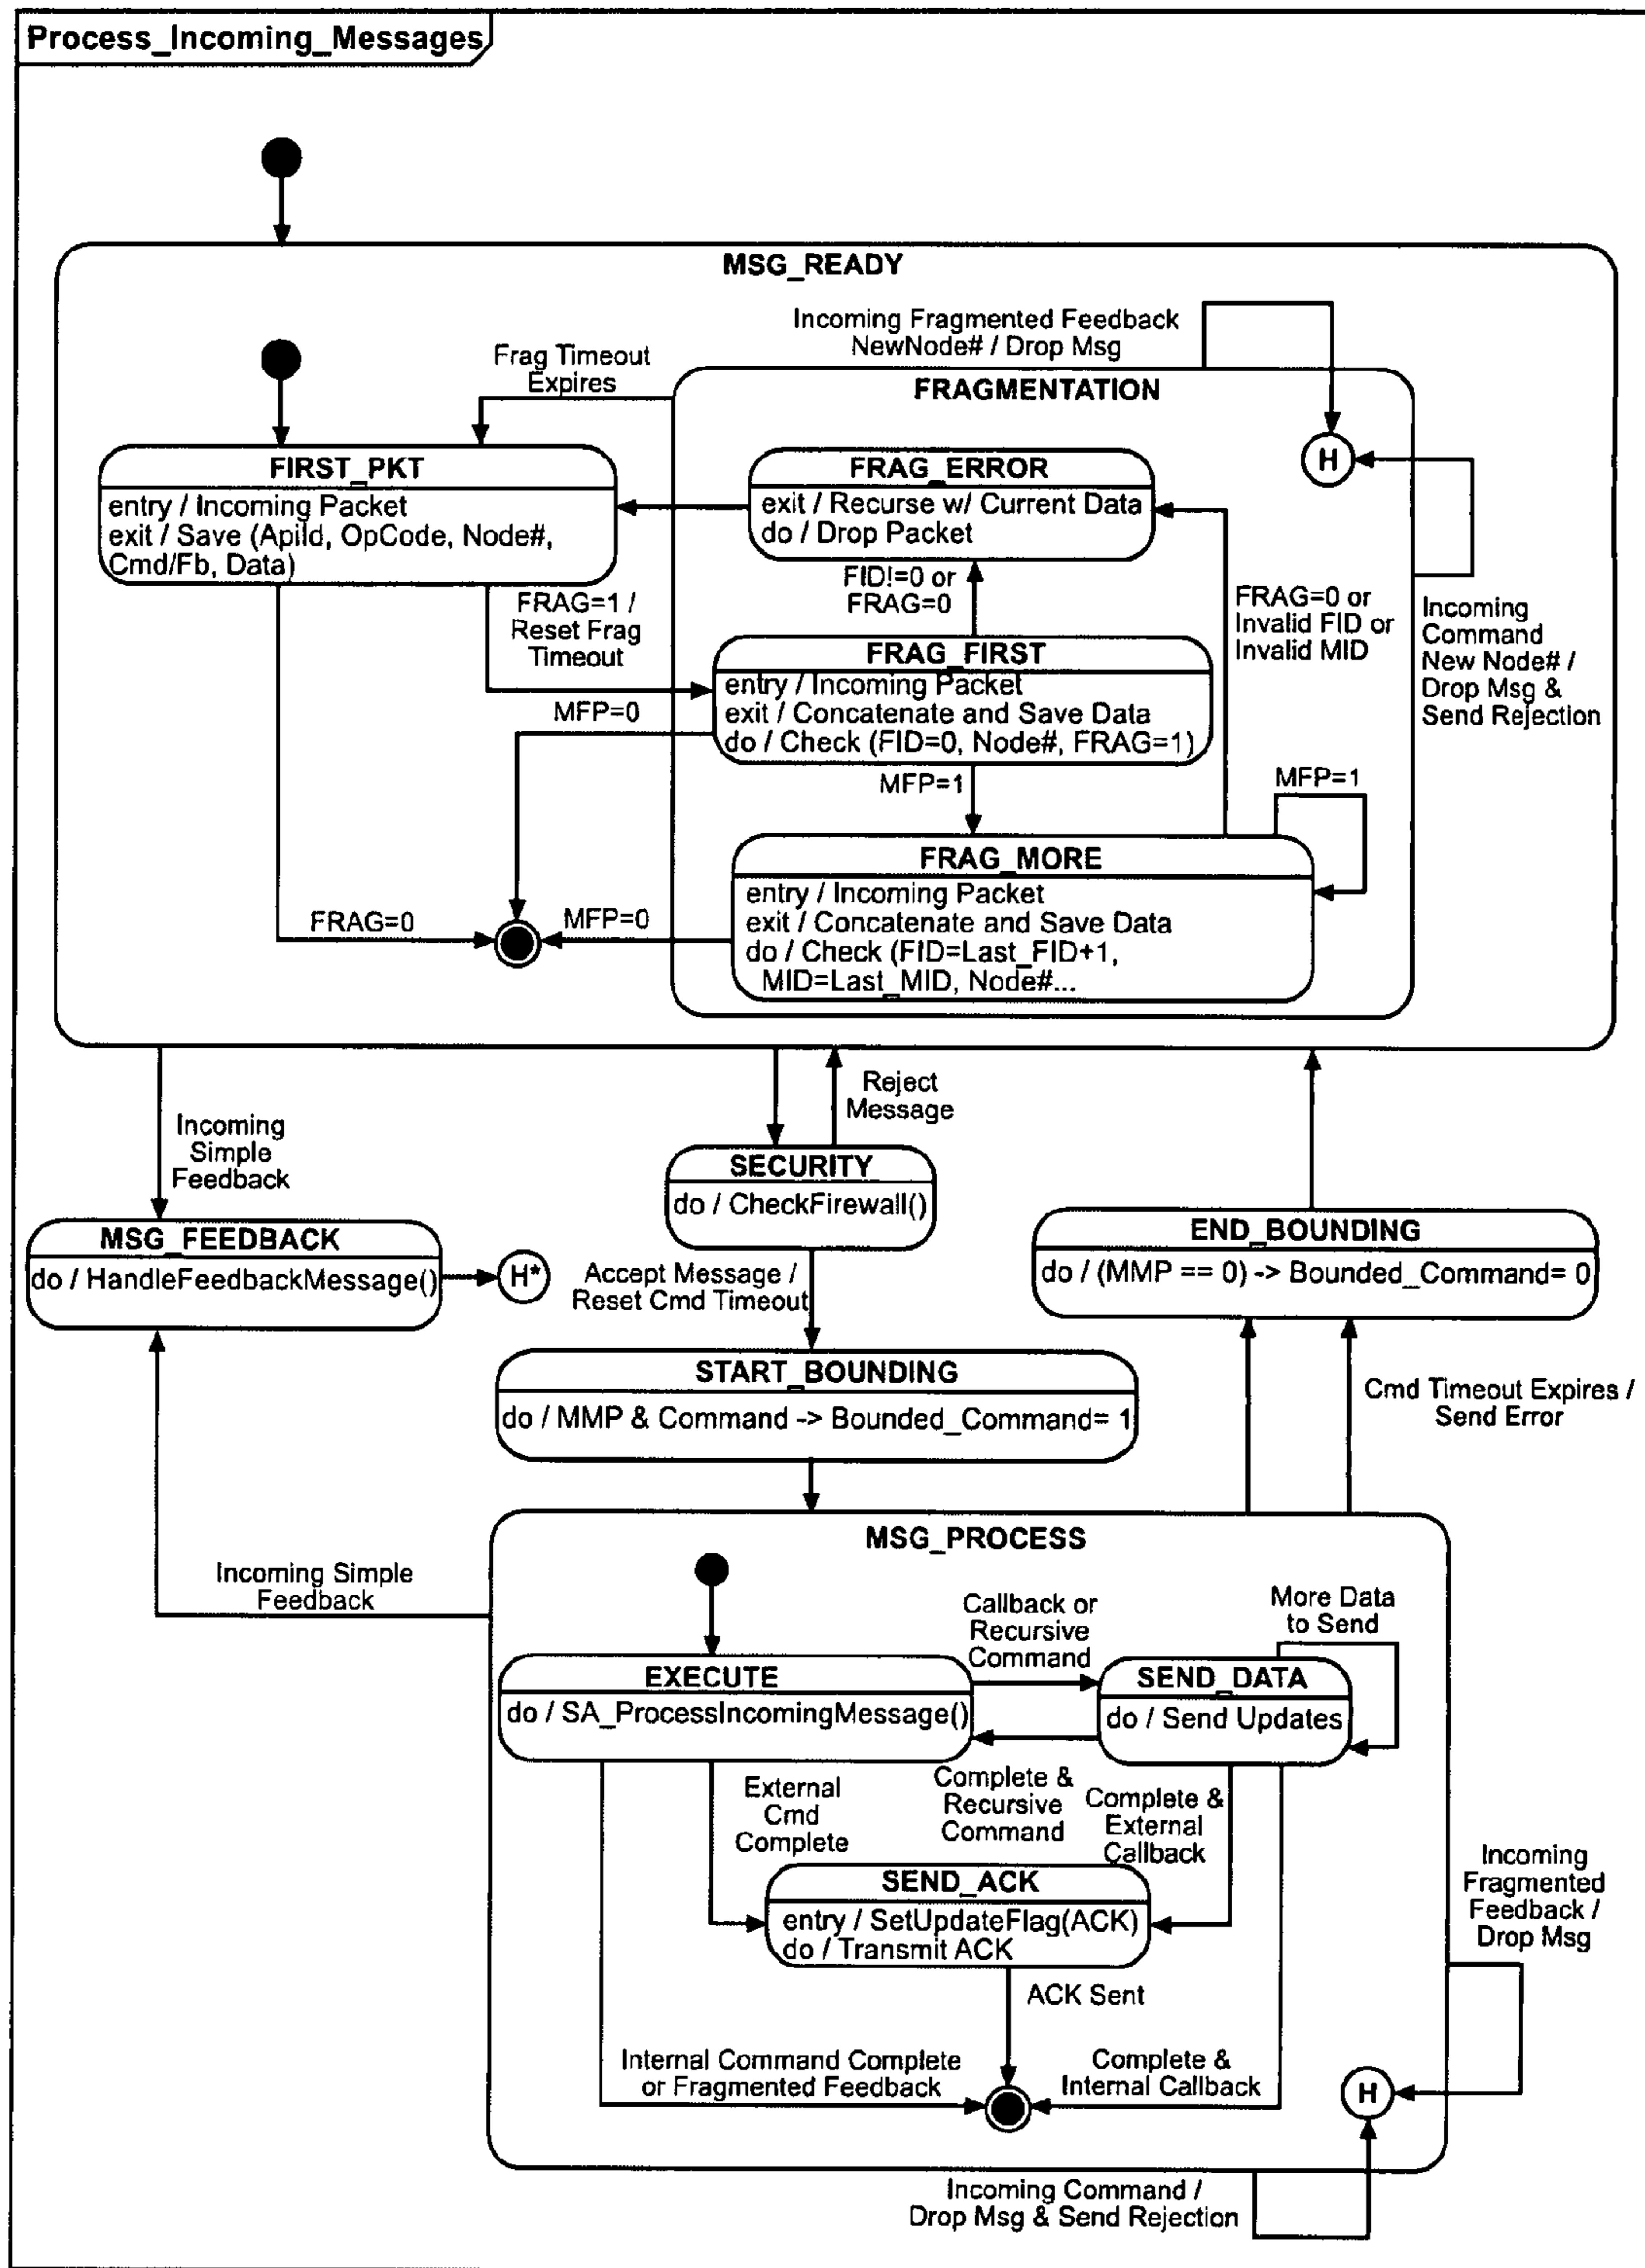 Process_Incoming_Messages
MSG_READY
Incoming Fragmented Feedback
NewNode# / Drop Msg
Frag Timeout
Expires
FRAGMENTATION
H
FIRST_PKT
entry / Incoming Packet
exit / Save (ApiId, OpCode, Node#,
Cmd/Fb, Data)
FRAG_ERROR
exit / Recurse w/ Current Data
do / Drop Packet
FID!=0 or
FRAG=0
FRAG=1 /
Reset Frag
Timeout
FRAG=0 or
Invalid FID or
Invalid MID
Incoming
Command
New Node# /
Drop Msg &
Send Rejection
FRAG_FIRST
entry / Incoming Packet
exit / Concatenate and Save Data
do / Check (FID=0, Node#, FRAG=1)
MFP=0
MFP=1
MFP=1
FRAG_MORE
entry / Incoming Packet
exit / Concatenate and Save Data
do / Check (FID=Last_FID+1,
MID=Last_MID, Node#...
FRAG=0
MFP=0
Reject
Message
Incoming
Simple
Feedback
SECURITY
do / CheckFirewall()
MSG_FEEDBACK
do / HandleFeedbackMessage()
H*
END_BOUNDING
do / (MMP == 0) -> Bounded_Command= 0
Accept Message /
Reset Cmd Timeout
START_BOUNDING
do / MMP & Command -> Bounded_Command= 1
Cmd Timeout Expires /
Send Error
MSG_PROCESS
Incoming Simple
Feedback
Callback or
Recursive
Command
More Data
to Send
EXECUTE
do / SA_ProcessIncomingMessage()
SEND_DATA
do / Send Updates
External
Cmd
Complete
Complete &
Recursive
Command
Complete &
External
Callback
SEND_ACK
entry / SetUpdateFlag(ACK)
do / Transmit ACK
Incoming
Fragmented
Feedback /
Drop Msg
ACK Sent
Internal Command Complete
or Fragmented Feedback
Complete &
Internal Callback
H
Incoming Command /
Drop Msg & Send Rejection